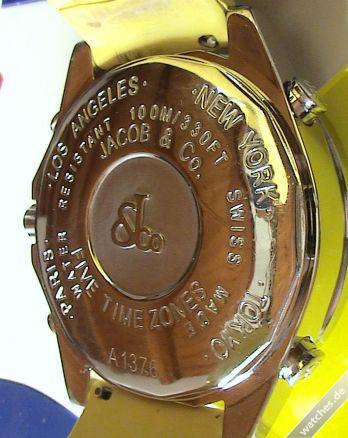 · LOS ANGELES ·
· NEW YORK ·
· TOKYO ·
· PARIS ·
WATER RESISTANT 100M/330FT
SWISS MADE
JACOB & CO.
J&CO
FIVE TIME ZONES
A1376
watches.de